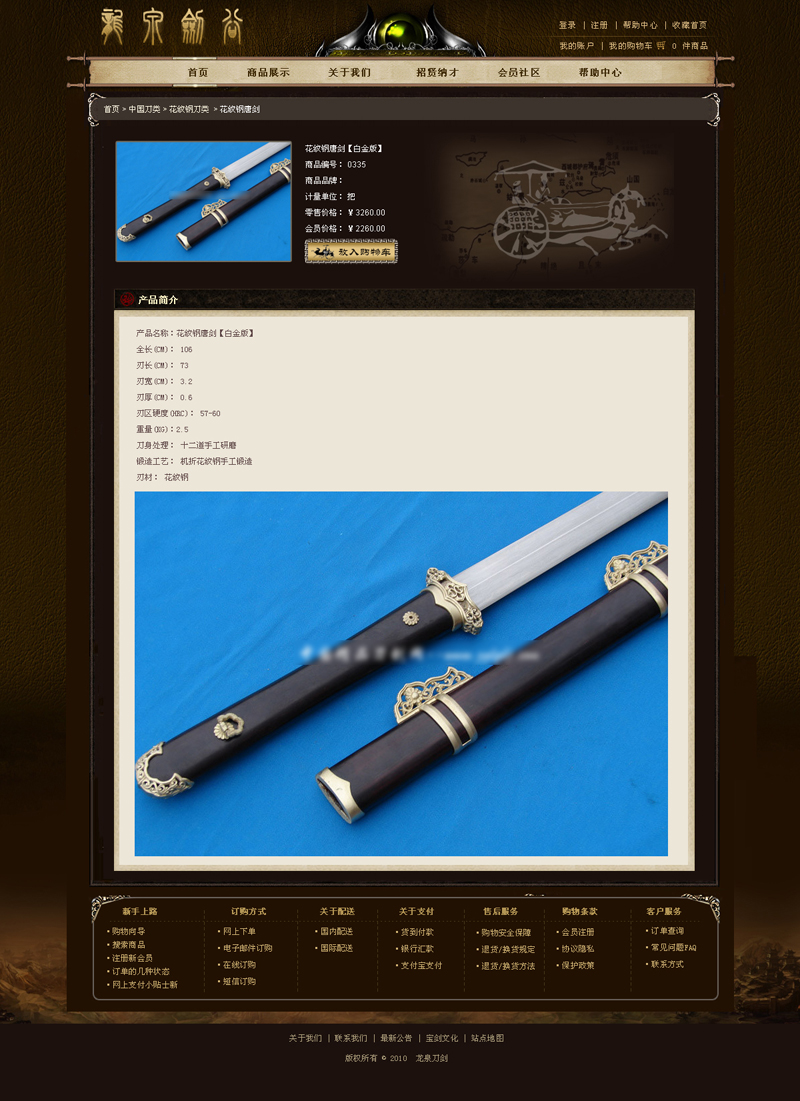 龍泉劍谷
登录 | 注册 | 帮助中心 | 收藏首页
我的账户 | 我的购物车 0 件商品
首页 商品展示 关于我们 招贤纳才 会员社区 帮助中心
首页 > 中国刀类 > 花纹钢刀类 > 花纹钢唐剑
花纹钢唐剑【白金版】
商品编号： 0335
商品品牌：
计量单位： 把
零售价格： ¥ 3260.00
会员价格： ¥ 2260.00
放入购物车
产品简介
产品名称：花纹钢唐剑【白金版】
全长(CM)： 106
刃长(CM)： 73
刃宽(CM)： 3.2
刃厚(CM)： 0.6
刃区硬度(HRC)： 57-60
重量(KG)：2.5
刀身处理： 十二道手工研磨
锻造工艺： 机折花纹钢手工锻造
刃材： 花纹钢
新手上路 订购方式 关于配送 关于支付 售后服务 购物条款 客户服务
• 购物向导 • 网上下单 • 国内配送 • 货到付款 • 购物安全保障 • 会员注册 • 订单查询
• 搜索商品 • 电子邮件订购 • 国际配送 • 银行汇款 • 退货/换货规定 • 协议隐私 • 常见问题FAQ
• 注册新会员 • 在线订购 • 支付宝支付 • 退货/换货方法 • 保护政策 • 联系方式
• 订单的几种状态 • 短信订购
• 网上支付小贴士新
关于我们 | 联系我们 | 最新公告 | 宝剑文化 | 站点地图
版权所有 © 2010 龙泉刀剑